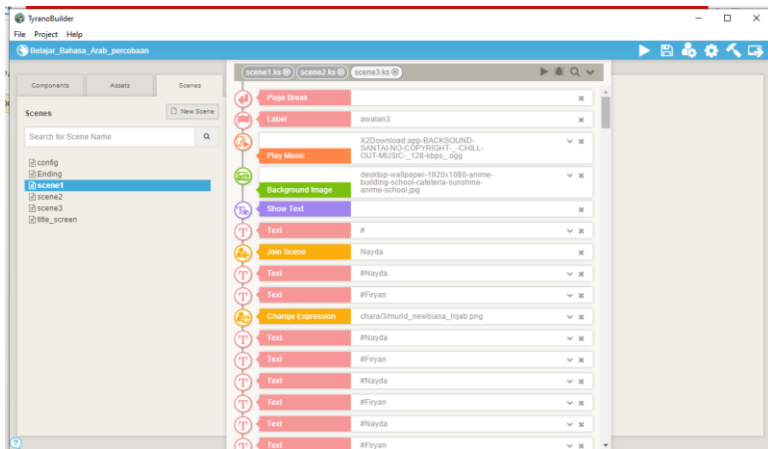 TyranoBuilder
File Project Help
Belajar_Bahasa_Arab_percobaan
Components Assets Scenes
Scenes
New Scene
Search for Scene Name
config
Ending
scene1
scene2
scene3
title_screen
scene1.ks scene2.ks scene3.ks
Page Break
Label awalan3
Play Music X2Download.app-BACKSOUND-
SANTAI-NO-COPYRIGHT-_-CHILL-
OUT-MUSIC-_128-kbps_.ogg
Background Image desktop-wallpaper-1920x1080-anime-
building-school-cafeteria-sunshine-
anime-school.jpg
Show Text
Text #
Join Scene Nayda
Text #Nayda
Text #Firyan
Change Expression chara/3/murid_newbiasa_hijab.png
Text #Nayda
Text #Firyan
Text #Nayda
Text #Firyan
Text #Nayda
Text #Firyan